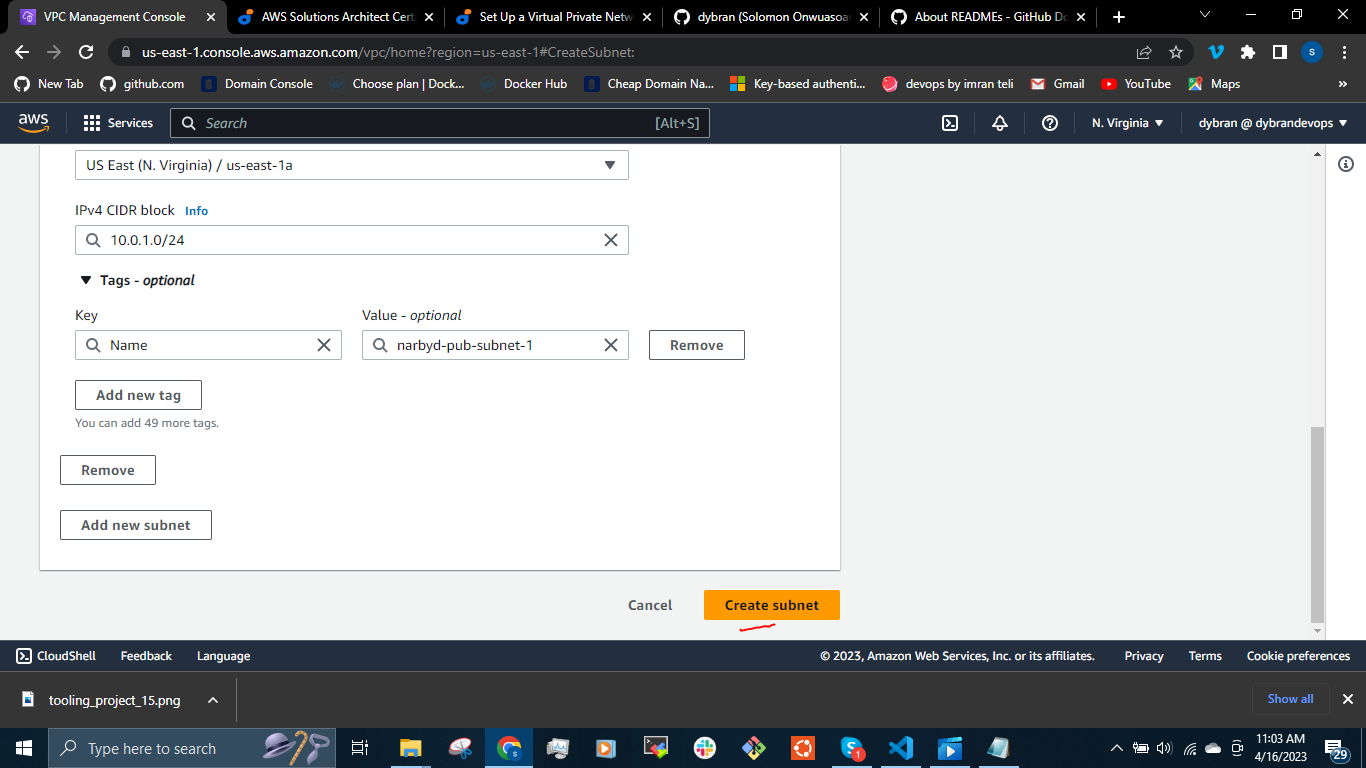 VPC Management Console
AWS Solutions Architect Cert
Set Up a Virtual Private Netw
dybran (Solomon Onwuasoa
About READMEs - GitHub Do
us-east-1.console.aws.amazon.com/vpc/home?region=us-east-1#CreateSubnet:
S
New Tab
github.com
Domain Console
Choose plan | Dock...
Docker Hub
Cheap Domain Na...
Key-based authenti...
devops by imran teli
Gmail
YouTube
Maps
»
aws
Services
Search
[Alt+S]
N. Virginia
dybran @ dybrandevops
US East (N. Virginia) / us-east-1a
IPv4 CIDR block Info
10.0.1.0/24
Tags - optional
Key
Value - optional
Name
narbyd-pub-subnet-1
Remove
Add new tag
You can add 49 more tags.
Remove
Add new subnet
Cancel
Create subnet
CloudShell
Feedback
Language
© 2023, Amazon Web Services, Inc. or its affiliates.
Privacy
Terms
Cookie preferences
tooling_project_15.png
Show all
Type here to search
1
11:03 AM
4/16/2023
29